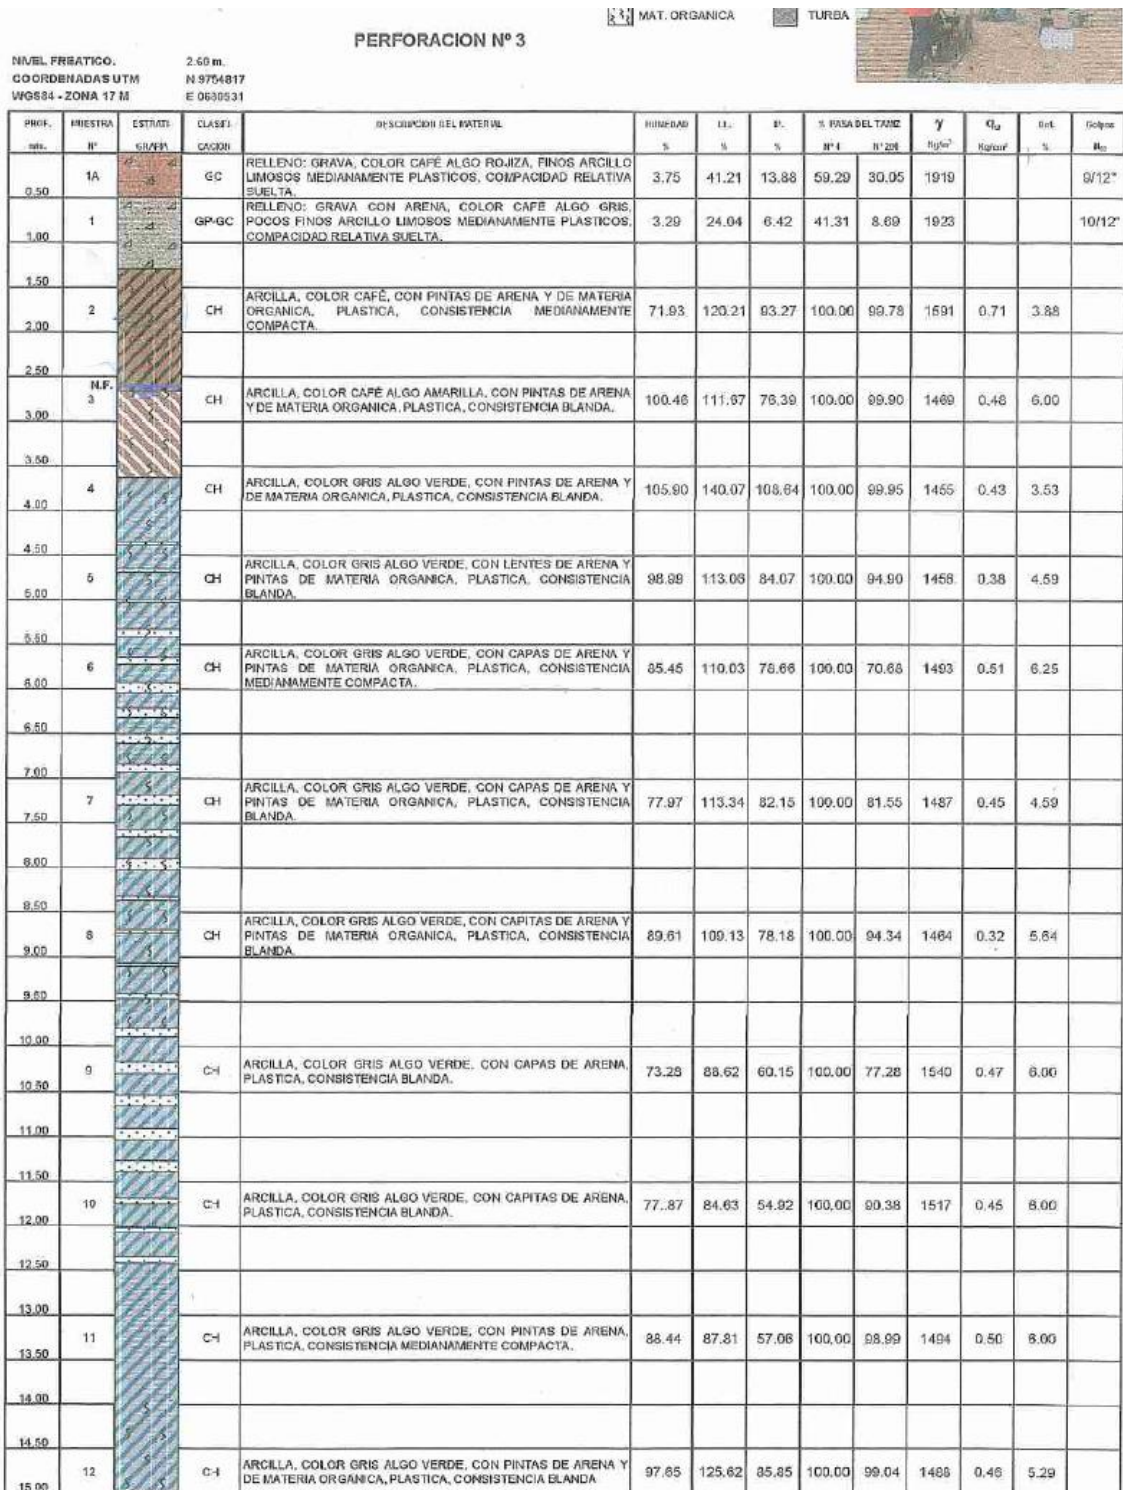 MAT. ORGANICA TURBA
PERFORACION Nº 3
NIVEL FREATICO. 2.60 m.
COORDENADAS UTM N 9754817
WGS84 - ZONA 17 M E 0630531
PROF. MUESTRA ESTRATI CLASIFI DESCRIPCION DEL MATERIAL HUMEDAD LL. IP. % PASA DEL TAMIZ γ qu Def. Golpes
mts. Nº GRAFIA CACION % % % Nº 4 Nº 200 Kg/m³ Kg/cm² %
RELLENO: GRAVA, COLOR CAFÉ ALGO ROJIZA, FINOS ARCILLO
1A GC LIMOSOS MEDIANAMENTE PLASTICOS, COMPACIDAD RELATIVA 3.75 41.21 13.88 59.29 30.05 1919 9/12"
0.50 SUELTA.
RELLENO: GRAVA CON ARENA, COLOR CAFÉ ALGO GRIS,
1 GP-GC POCOS FINOS ARCILLO LIMOSOS MEDIANAMENTE PLASTICOS, 3.29 24.04 6.42 41.31 8.69 1923 10/12"
1.00 COMPACIDAD RELATIVA SUELTA.
1.50
ARCILLA, COLOR CAFÉ, CON PINTAS DE ARENA Y DE MATERIA
2 CH ORGANICA, PLASTICA, CONSISTENCIA MEDIANAMENTE 71.93 120.21 93.27 100.00 99.78 1591 0.71 3.88
2.00 COMPACTA.
2.50
N.F.
3 CH ARCILLA, COLOR CAFÉ ALGO AMARILLA, CON PINTAS DE ARENA 100.46 111.97 76.39 100.00 99.90 1469 0.48 6.00
3.00 Y DE MATERIA ORGANICA, PLASTICA, CONSISTENCIA BLANDA.
3.50
4 CH ARCILLA, COLOR GRIS ALGO VERDE, CON PINTAS DE ARENA Y 105.90 140.07 108.64 100.00 99.95 1455 0.43 3.53
4.00 DE MATERIA ORGANICA, PLASTICA, CONSISTENCIA BLANDA.
4.50
ARCILLA, COLOR GRIS ALGO VERDE, CON LENTES DE ARENA Y
5 CH PINTAS DE MATERIA ORGANICA, PLASTICA, CONSISTENCIA 98.99 113.06 84.07 100.00 94.90 1456 0.38 4.59
5.00 BLANDA.
5.50
ARCILLA, COLOR GRIS ALGO VERDE, CON CAPAS DE ARENA Y
6 CH PINTAS DE MATERIA ORGANICA, PLASTICA, CONSISTENCIA 85.45 110.03 78.66 100.00 70.68 1493 0.51 6.25
6.00 MEDIANAMENTE COMPACTA.
6.50
7.00
ARCILLA, COLOR GRIS ALGO VERDE, CON CAPAS DE ARENA Y
7 CH PINTAS DE MATERIA ORGANICA, PLASTICA, CONSISTENCIA 77.97 113.34 82.15 100.00 81.55 1487 0.45 4.59
7.50 BLANDA.
8.00
8.50
ARCILLA, COLOR GRIS ALGO VERDE, CON CAPITAS DE ARENA Y
8 CH PINTAS DE MATERIA ORGANICA, PLASTICA, CONSISTENCIA 89.61 109.13 78.18 100.00 94.34 1464 0.32 5.64
9.00 BLANDA.
9.50
10.00
9 CH ARCILLA, COLOR GRIS ALGO VERDE, CON CAPAS DE ARENA, 73.28 88.62 60.15 100.00 77.28 1540 0.47 6.00
10.50 PLASTICA, CONSISTENCIA BLANDA.
11.00
11.50
10 CH ARCILLA, COLOR GRIS ALGO VERDE, CON CAPITAS DE ARENA, 77..87 84.63 54.92 100.00 90.38 1517 0.45 6.00
12.00 PLASTICA, CONSISTENCIA BLANDA.
12.50
13.00
11 CH ARCILLA, COLOR GRIS ALGO VERDE, CON PINTAS DE ARENA, 88.44 87.81 57.06 100.00 98.99 1494 0.50 6.00
13.50 PLASTICA, CONSISTENCIA MEDIANAMENTE COMPACTA.
14.00
14.50
12 CH ARCILLA, COLOR GRIS ALGO VERDE, CON PINTAS DE ARENA Y 97.65 125.62 85.85 100.00 99.04 1488 0.46 5.29
15.00 DE MATERIA ORGANICA, PLASTICA, CONSISTENCIA BLANDA